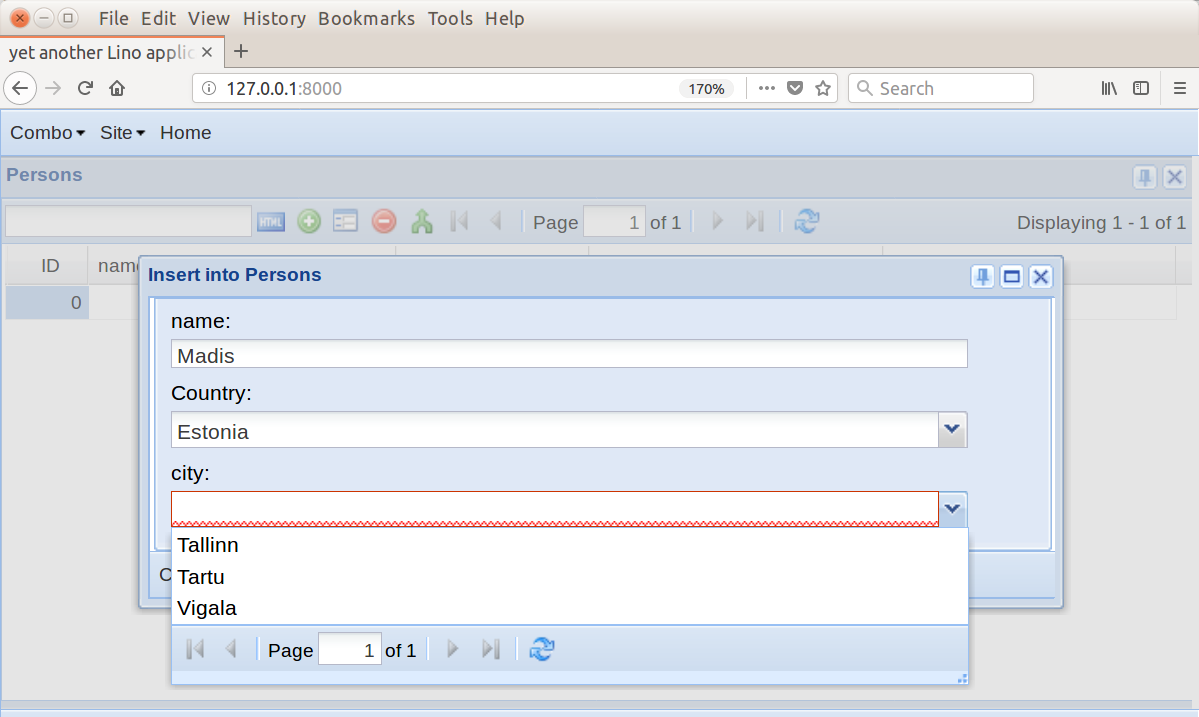 File Edit View History Bookmarks Tools Help
yet another Lino applic
127.0.0.1:8000 170% Search
Combo Site Home
Persons
HTML Page 1 of 1 Displaying 1 - 1 of 1
ID
Insert into Persons
0
name:
Madis
Country:
Estonia
city:
Tallinn
Tartu
Vigala
Page 1 of 1